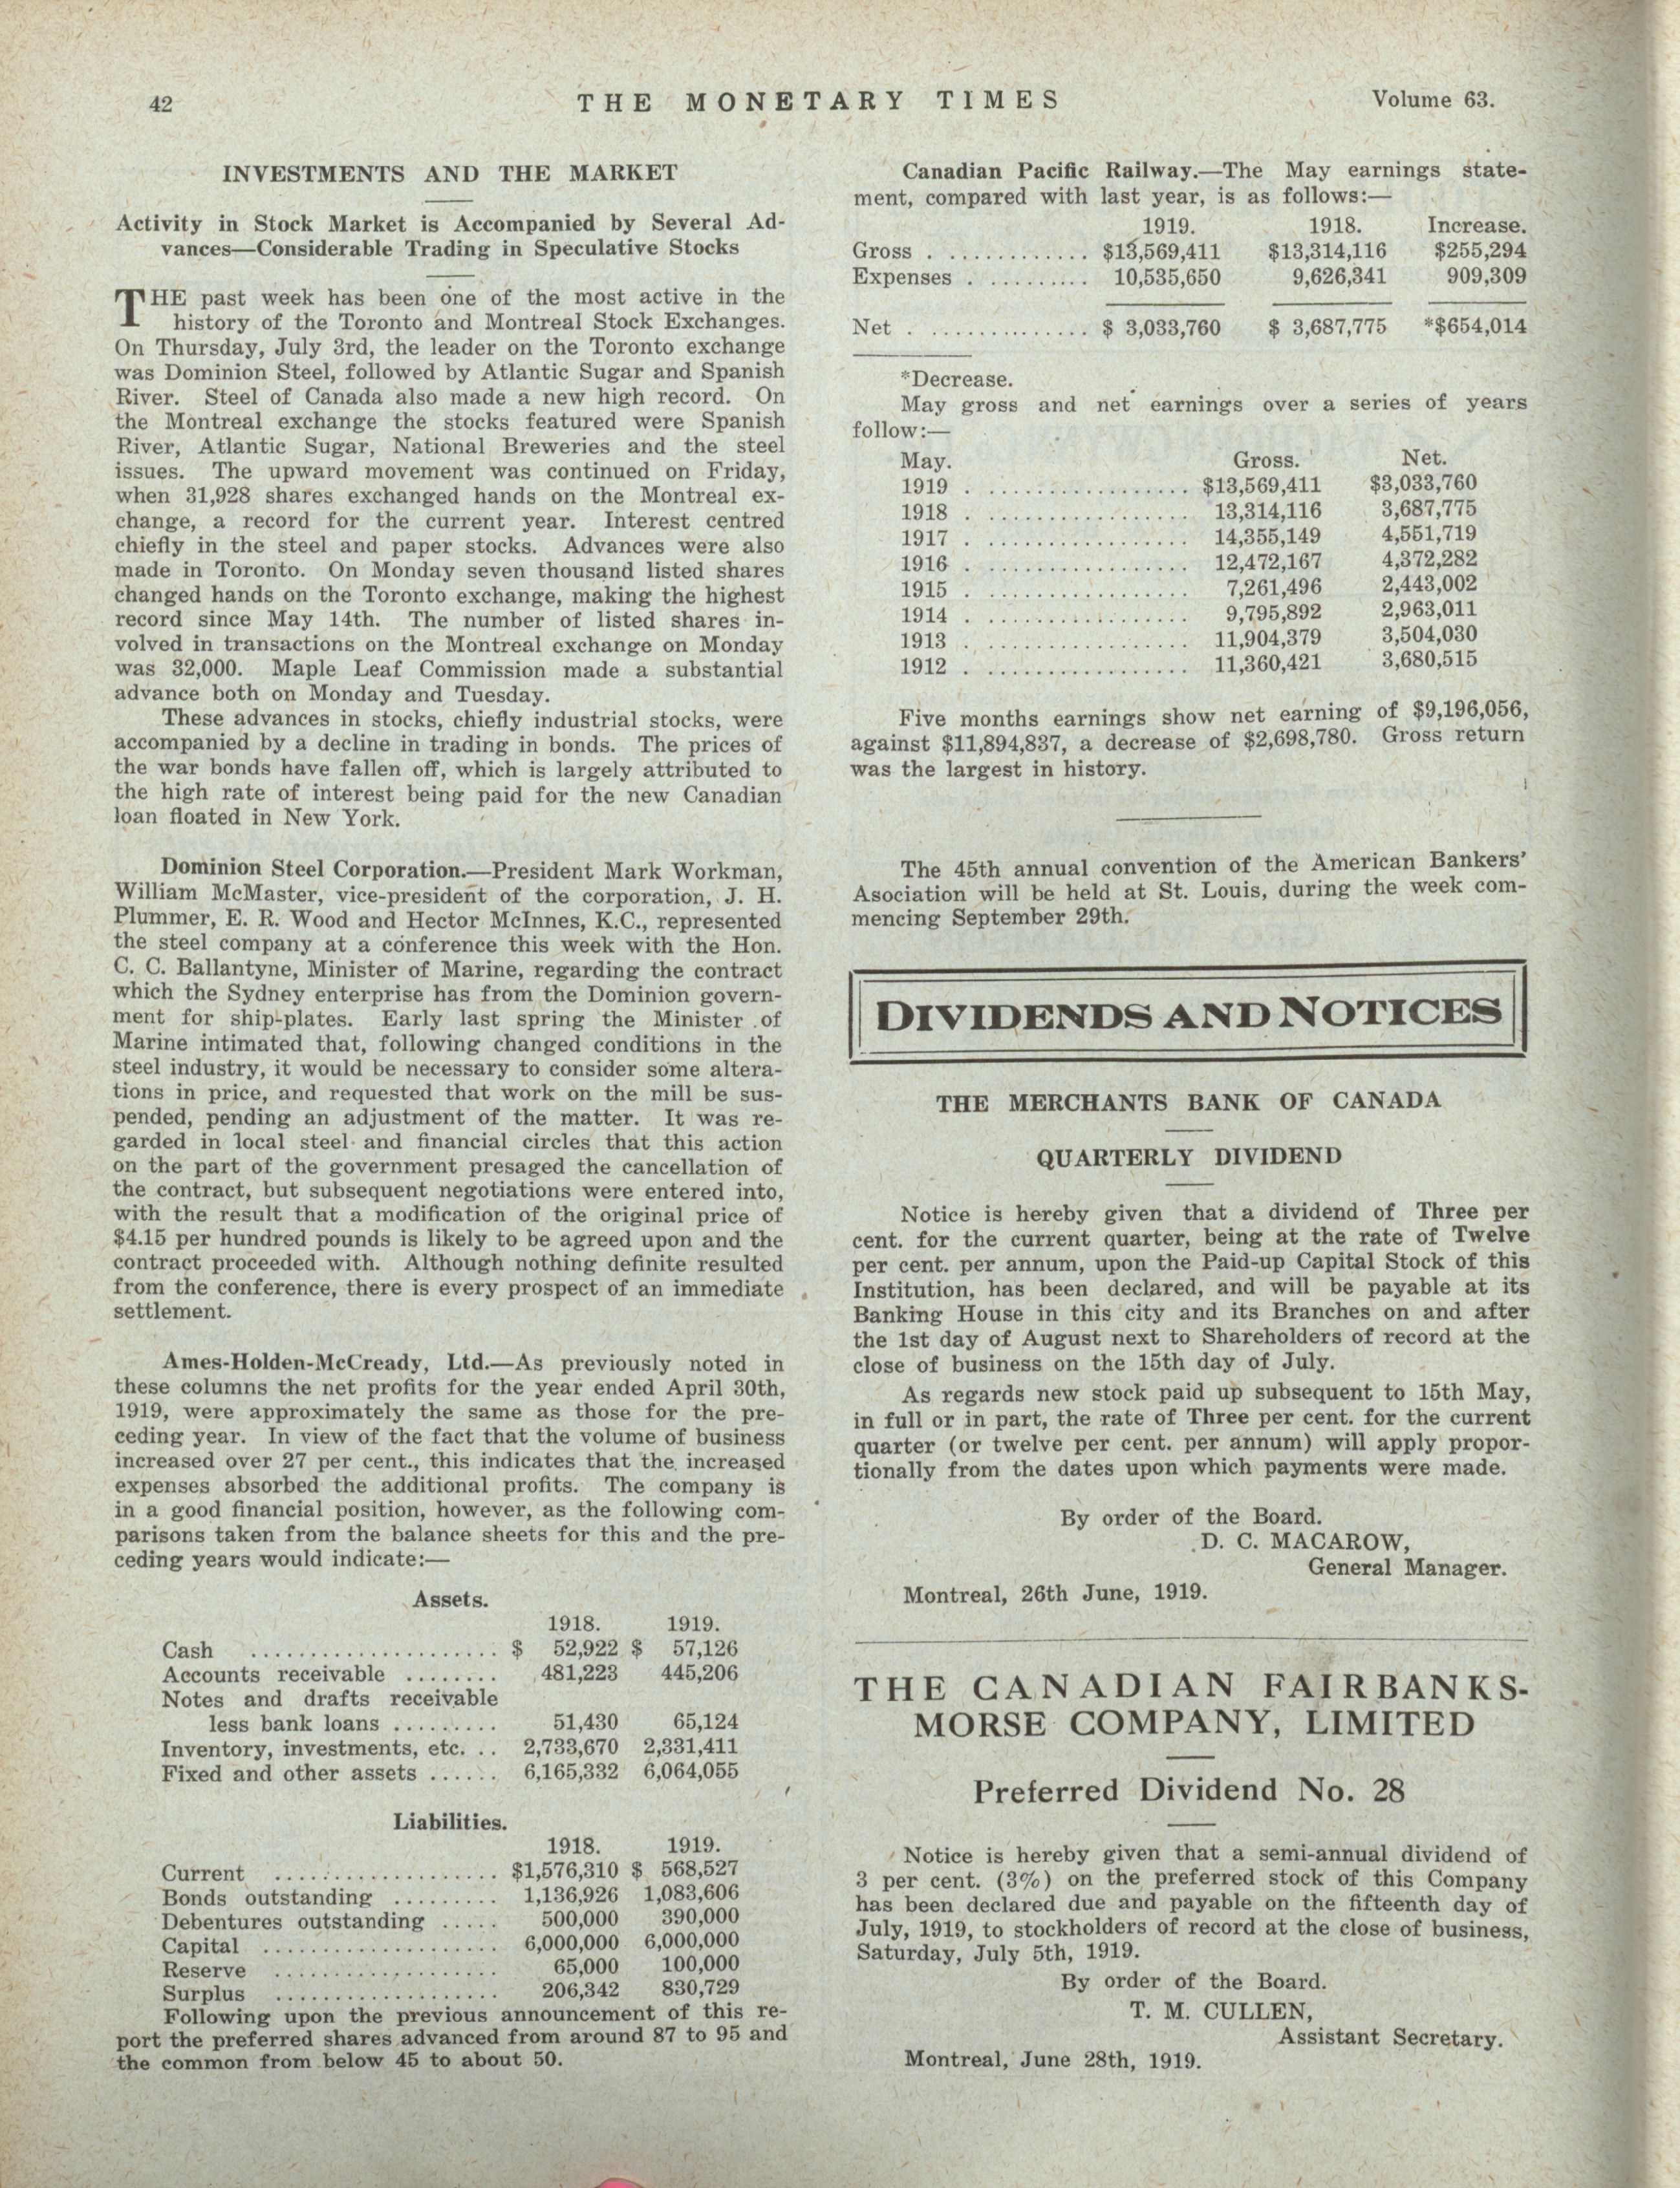 42
THE MONETARY TIMES
Volume 63.
INVESTMENTS AND THE MARKET
Activity in Stock Market is Accompanied by Several Ad-
vances—Considerable Trading in Speculative Stocks
THE past week has been one of the most active in the
history of the Toronto and Montreal Stock Exchanges.
On Thursday, July 3rd, the leader on the Toronto exchange
was Dominion Steel, followed by Atlantic Sugar and Spanish
River. Steel of Canada also made a new high record. On
the Montreal exchange the stocks featured were Spanish
River, Atlantic Sugar, National Breweries and the steel
issues. The upward movement was continued on Friday,
when 31,928 shares exchanged hands on the Montreal ex-
change, a record for the current year. Interest centred
chiefly in the steel and paper stocks. Advances were also
made in Toronto. On Monday seven thousand listed shares
changed hands on the Toronto exchange, making the highest
record since May 14th. The number of listed shares in-
volved in transactions on the Montreal exchange on Monday
was 32,000. Maple Leaf Commission made a substantial
advance both on Monday and Tuesday.
These advances in stocks, chiefly industrial stocks, were
accompanied by a decline in trading in bonds. The prices of
the war bonds have fallen off, which is largely attributed to
the high rate of interest being paid for the new Canadian
loan floated in New York.
Dominion Steel Corporation.—President Mark Workman,
William McMaster, vice-president of the corporation, J. H.
Plummer, E. R. Wood and Hector McInnes, K.C., represented
the steel company at a conference this week with the Hon.
C. C. Ballantyne, Minister of Marine, regarding the contract
which the Sydney enterprise has from the Dominion govern-
ment for ship-plates. Early last spring the Minister of
Marine intimated that, following changed conditions in the
steel industry, it would be necessary to consider some altera-
tions in price, and requested that work on the mill be sus-
pended, pending an adjustment of the matter. It was re-
garded in local steel and financial circles that this action
on the part of the government presaged the cancellation of
the contract, but subsequent negotiations were entered into,
with the result that a modification of the original price of
$4.15 per hundred pounds is likely to be agreed upon and the
contract proceeded with. Although nothing definite resulted
from the conference, there is every prospect of an immediate
settlement.
Ames-Holden-McCready, Ltd.—As previously noted in
these columns the net profits for the year ended April 30th,
1919, were approximately the same as those for the pre-
ceding year. In view of the fact that the volume of business
increased over 27 per cent., this indicates that the increased
expenses absorbed the additional profits. The company is
in a good financial position, however, as the following com-
parisons taken from the balance sheets for this and the pre-
ceding years would indicate:—
Assets.
1918. 1919.
Cash .................... $ 52,922 $ 57,126
Accounts receivable ........ 481,223 445,206
Notes and drafts receivable
less bank loans ......... 51,430 65,124
Inventory, investments, etc. .. 2,733,670 2,331,411
Fixed and other assets ...... 6,165,332 6,064,055
Liabilities.
1918. 1919.
Current ................... $1,576,310 $ 568,527
Bonds outstanding ......... 1,136,926 1,083,606
Debentures outstanding ..... 500,000 390,000
Capital .................... 6,000,000 6,000,000
Reserve ................... 65,000 100,000
Surplus ................... 206,342 830,729
Following upon the previous announcement of this re-
port the preferred shares advanced from around 87 to 95 and
the common from below 45 to about 50.
Canadian Pacific Railway.—The May earnings state-
ment, compared with last year, is as follows:—
1919. 1918. Increase.
Gross . ............ $13,569,411 $13,314,116 $255,294
Expenses . ......... 10,535,650 9,626,341 909,309
Net . .............. $ 3,033,760 $ 3,687,775 *$654,014
*Decrease.
May gross and net earnings over a series of years
follow:—
May. Gross. Net.
1919 . ................. $13,569,411 $3,033,760
1918 . ................. 13,314,116 3,687,775
1917 . ................. 14,355,149 4,551,719
1916 . ................. 12,472,167 4,372,282
1915 . ................. 7,261,496 2,443,002
1914 . ................. 9,795,892 2,963,011
1913 . ................. 11,904,379 3,504,030
1912 . ................. 11,360,421 3,680,515
Five months earnings show net earning of $9,196,056,
against $11,894,837, a decrease of $2,698,780. Gross return
was the largest in history.
The 45th annual convention of the American Bankers'
Asociation will be held at St. Louis, during the week com-
mencing September 29th.
DIVIDENDS AND NOTICES
THE MERCHANTS BANK OF CANADA
QUARTERLY DIVIDEND
Notice is hereby given that a dividend of Three per
cent. for the current quarter, being at the rate of Twelve
per cent. per annum, upon the Paid-up Capital Stock of this
Institution, has been declared, and will be payable at its
Banking House in this city and its Branches on and after
the 1st day of August next to Shareholders of record at the
close of business on the 15th day of July.
As regards new stock paid up subsequent to 15th May,
in full or in part, the rate of Three per cent. for the current
quarter (or twelve per cent. per annum) will apply propor-
tionally from the dates upon which payments were made.
By order of the Board.
D. C. MACAROW,
General Manager.
Montreal, 26th June, 1919.
THE CANADIAN FAIRBANKS-
MORSE COMPANY, LIMITED
Preferred Dividend No. 28
Notice is hereby given that a semi-annual dividend of
3 per cent. (3%) on the preferred stock of this Company
has been declared due and payable on the fifteenth day of
July, 1919, to stockholders of record at the close of business,
Saturday, July 5th, 1919.
By order of the Board.
T. M. CULLEN,
Assistant Secretary.
Montreal, June 28th, 1919.